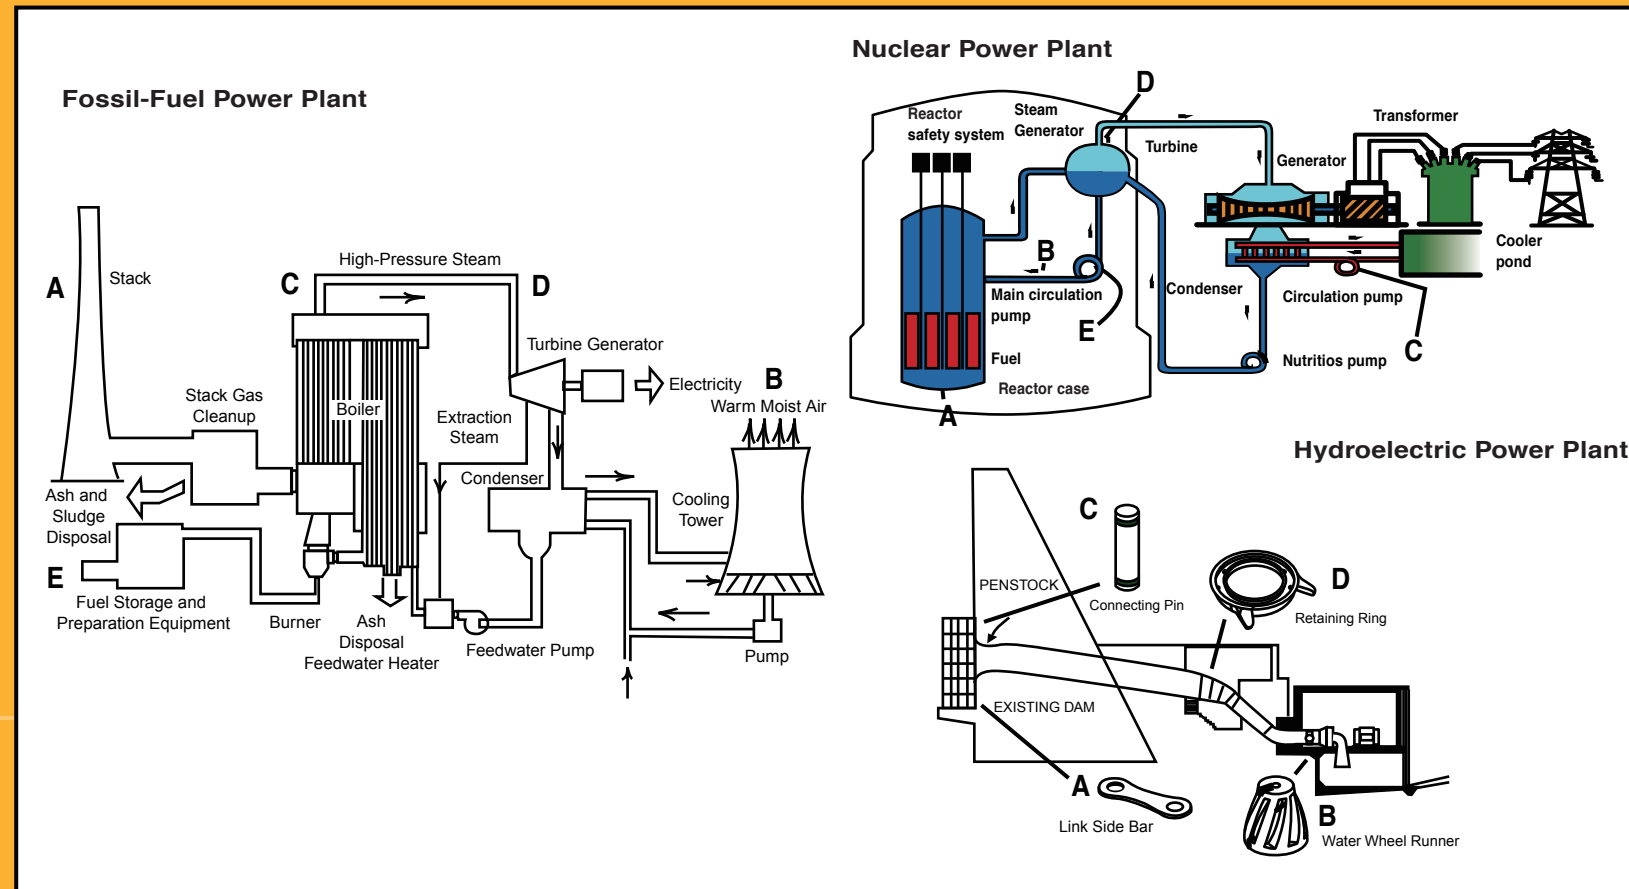 Fossil-Fuel Power Plant
A
Stack
High-Pressure Steam
C
D
Turbine Generator
Electricity
B
Warm Moist Air
Stack Gas
Cleanup
Boiler
Extraction
Steam
Condenser
Cooling
Tower
Ash and
Sludge
Disposal
E
Fuel Storage and
Preparation Equipment
Burner
Ash
Disposal
Feedwater Heater
Feedwater Pump
Pump
Nuclear Power Plant
D
Reactor
safety system
Steam
Generator
Turbine
Generator
Transformer
Cooler
pond
B
Main circulation
pump
E
Condenser
Circulation pump
C
Nutritios pump
Fuel
Reactor case
A
Hydroelectric Power Plant
C
PENSTOCK
Connecting Pin
D
Retaining Ring
EXISTING DAM
A
Link Side Bar
B
Water Wheel Runner